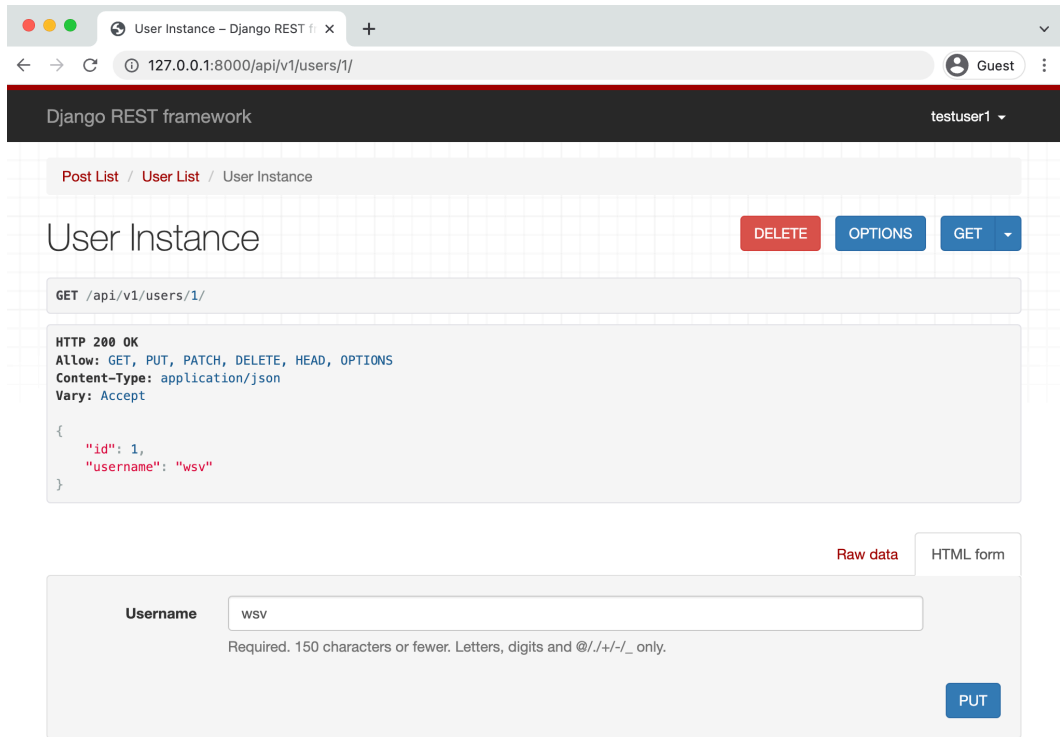 User Instance – Django REST f
127.0.0.1:8000/api/v1/users/1/
Guest
Django REST framework
testuser1
Post List / User List / User Instance
User Instance
DELETE
OPTIONS
GET
GET /api/v1/users/1/
HTTP 200 OK
Allow: GET, PUT, PATCH, DELETE, HEAD, OPTIONS
Content-Type: application/json
Vary: Accept
{
    "id": 1,
    "username": "wsv"
}
Raw data
HTML form
Username
wsv
Required. 150 characters or fewer. Letters, digits and @/./+/-/_ only.
PUT